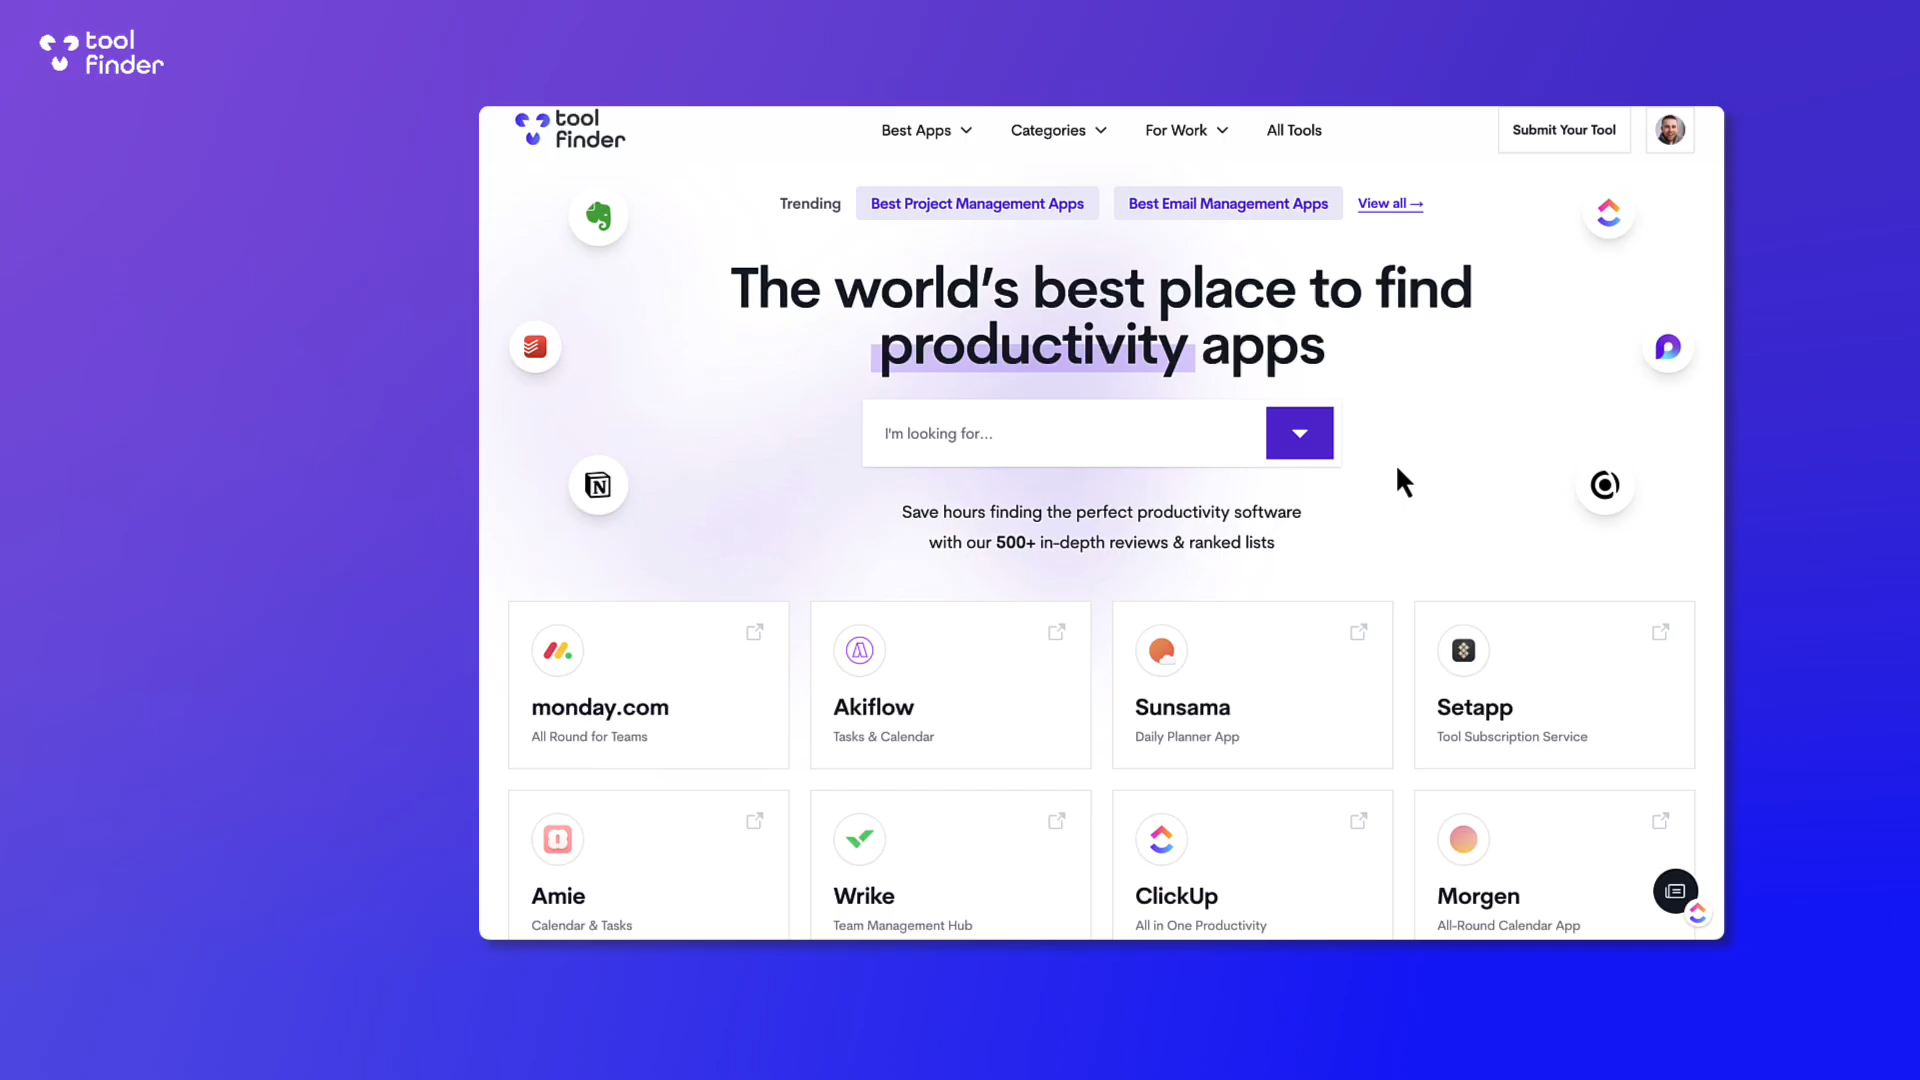 tool
finder
tool
finder
Best Apps
Categories
For Work
All Tools
Submit Your Tool
Trending
Best Project Management Apps
Best Email Management Apps
View all →
The world's best place to find
productivity apps
I'm looking for...
Save hours finding the perfect productivity software
with our 500+ in-depth reviews & ranked lists
monday.com
All Round for Teams
Akiflow
Tasks & Calendar
Sunsama
Daily Planner App
Setapp
Tool Subscription Service
Amie
Calendar & Tasks
Wrike
Team Management Hub
ClickUp
All in One Productivity
Morgen
All-Round Calendar App